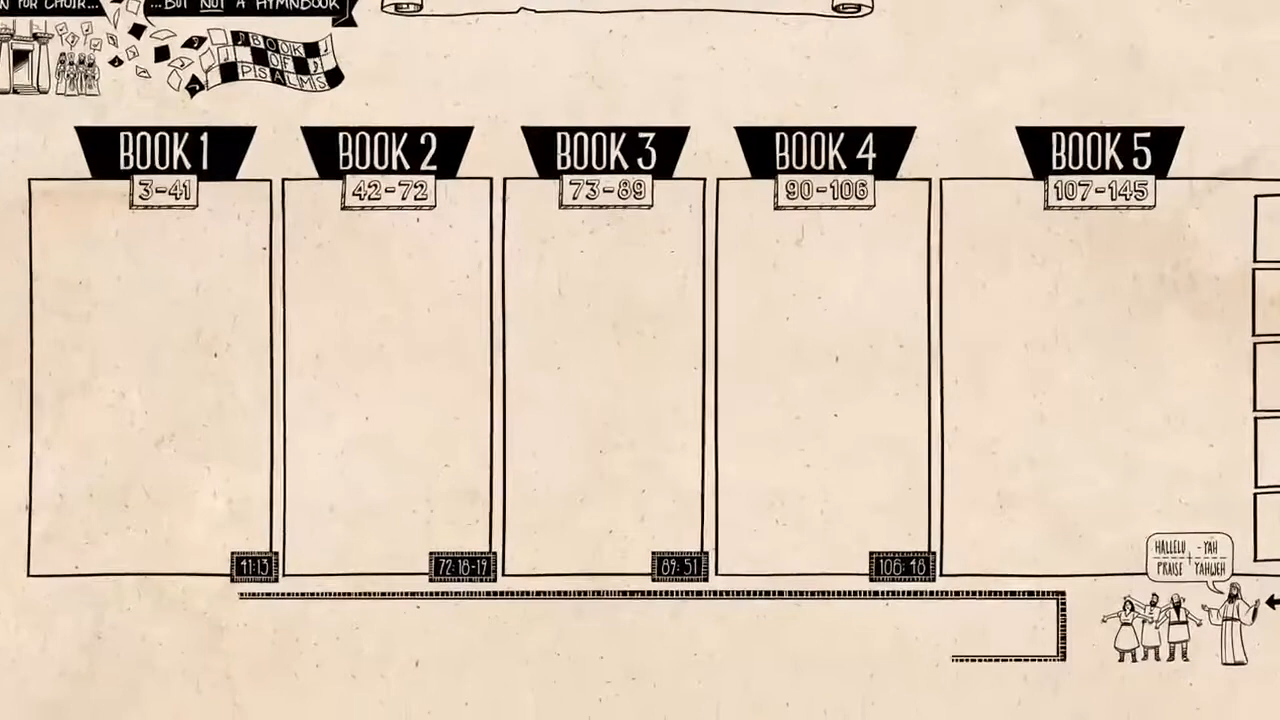 N FOR CHOIR...
...BUT NOT A HYMNBOOK
BOOK
OF
PSALMS
BOOK 1
3-41
BOOK 2
42-72
BOOK 3
73-89
BOOK 4
90-106
BOOK 5
107-145
41:13
72:18-19
89:51
106:48
HALLELU -YAH
PRAISE YAHWEH